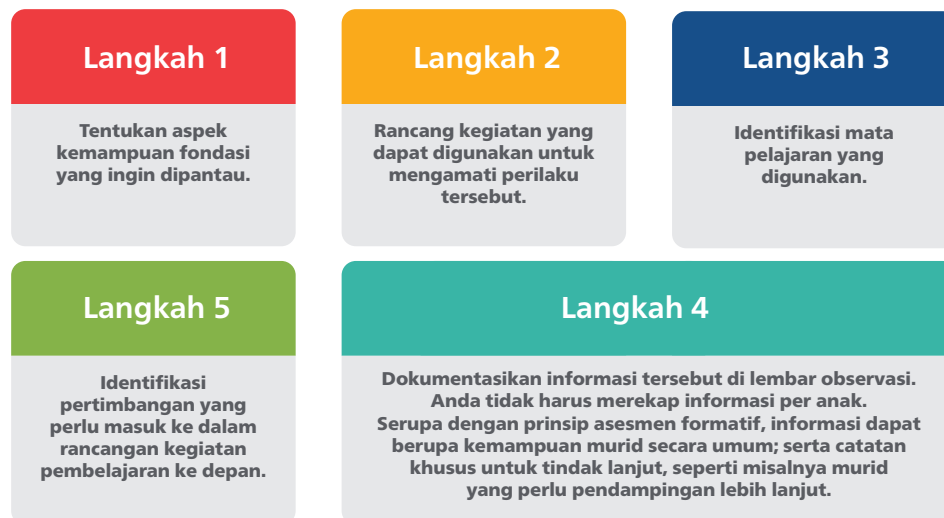 Langkah 1
Tentukan aspek
kemampuan fondasi
yang ingin dipantau.
Langkah 2
Rancang kegiatan yang
dapat digunakan untuk
mengamati perilaku
tersebut.
Langkah 3
Identifikasi mata
pelajaran yang
digunakan.
Langkah 4
Dokumentasikan informasi tersebut di lembar observasi.
Anda tidak harus merekap informasi per anak.
Serupa dengan prinsip asesmen formatif, informasi dapat
berupa kemampuan murid secara umum; serta catatan
khusus untuk tindak lanjut, seperti misalnya murid
yang perlu pendampingan lebih lanjut.
Langkah 5
Identifikasi
pertimbangan yang
perlu masuk ke dalam
rancangan kegiatan
pembelajaran ke depan.